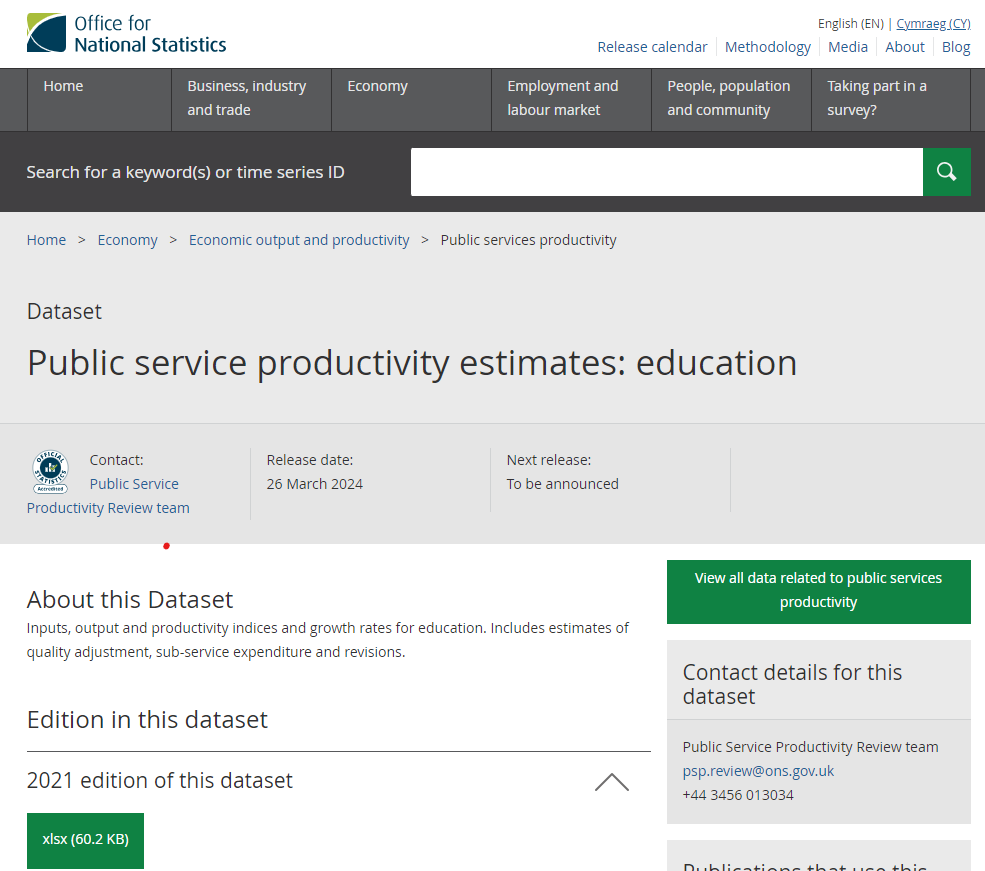 Office for
National Statistics
English (EN) | Cymraeg (CY)
Release calendar
Methodology
Media
About
Blog
Home
Business, industry
and trade
Economy
Employment and
labour market
People, population
and community
Taking part in a
survey?
Search for a keyword(s) or time series ID
Home > Economy > Economic output and productivity > Public services productivity
Dataset
Public service productivity estimates: education
OFFICIAL STATISTICS
Accredited
Contact:
Public Service
Productivity Review team
Release date:
26 March 2024
Next release:
To be announced
About this Dataset
Inputs, output and productivity indices and growth rates for education. Includes estimates of
quality adjustment, sub-service expenditure and revisions.
Edition in this dataset
2021 edition of this dataset
xlsx (60.2 KB)
View all data related to public services
productivity
Contact details for this
dataset
Public Service Productivity Review team
psp.review@ons.gov.uk
+44 3456 013034
Publications that use this